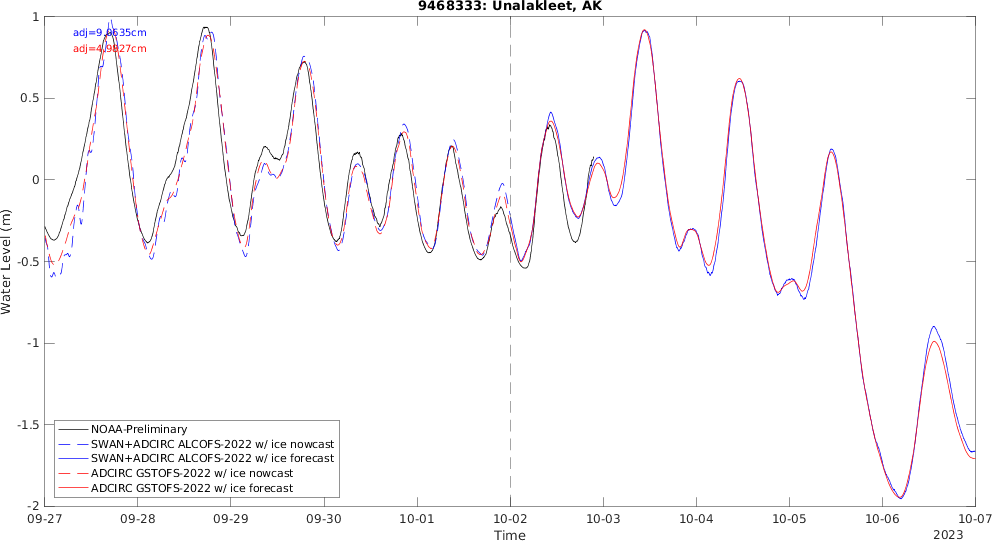 9468333: Unalakleet, AK
adj=9.0635cm
adj=4.9827cm
Water Level (m)
1
0.5
0
-0.5
-1
-1.5
-2
NOAA-Preliminary
SWAN+ADCIRC ALCOFS-2022 w/ ice nowcast
SWAN+ADCIRC ALCOFS-2022 w/ ice forecast
ADCIRC GSTOFS-2022 w/ ice nowcast
ADCIRC GSTOFS-2022 w/ ice forecast
09-27 09-28 09-29 09-30 10-01 10-02 10-03 10-04 10-05 10-06 10-07
Time
2023